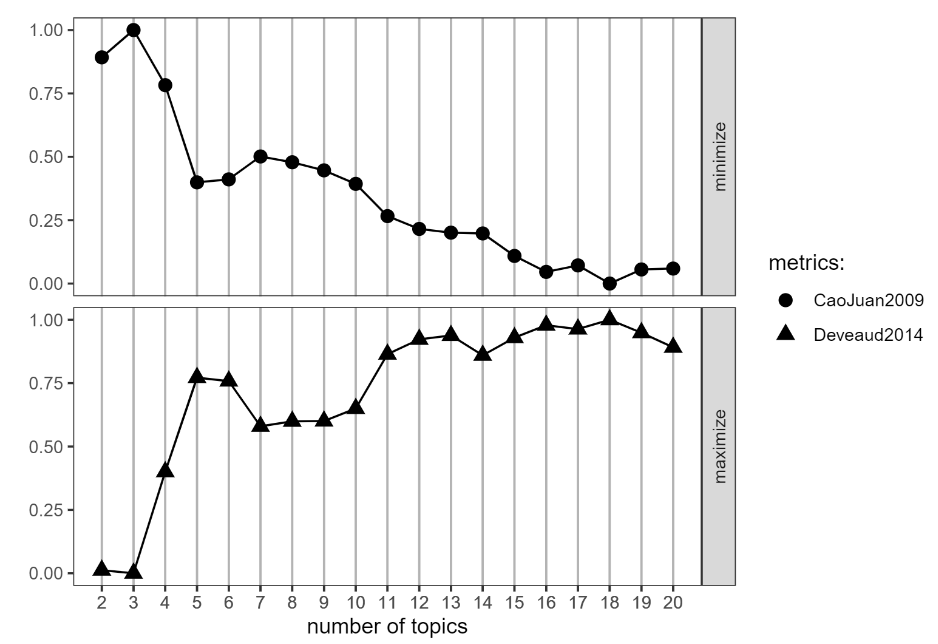 1.00
0.75
0.50
0.25
0.00
minimize
1.00
0.75
0.50
0.25
0.00
maximize
2 3 4 5 6 7 8 9 10 11 12 13 14 15 16 17 18 19 20
number of topics
metrics:
CaoJuan2009
Deveaud2014